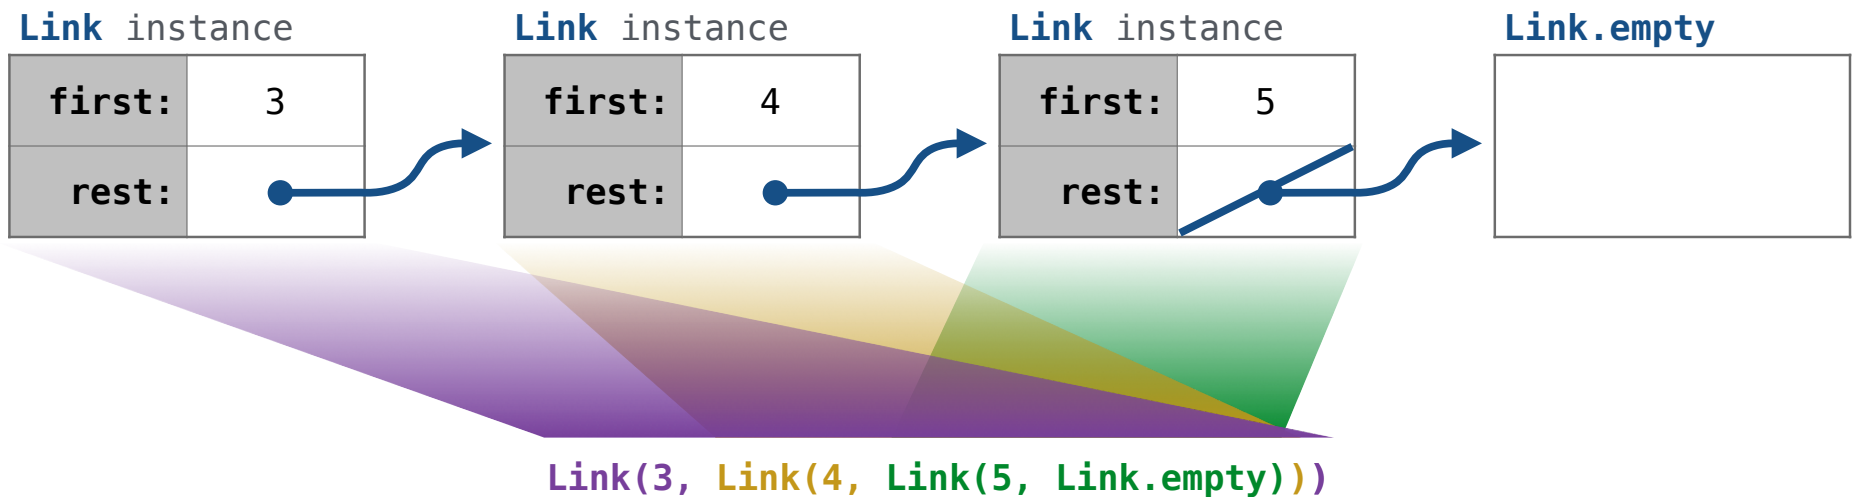 Link instance Link instance Link instance Link.empty
first: 3 first: 4 first: 5
rest: rest: rest:
Link(3, Link(4, Link(5, Link.empty)))